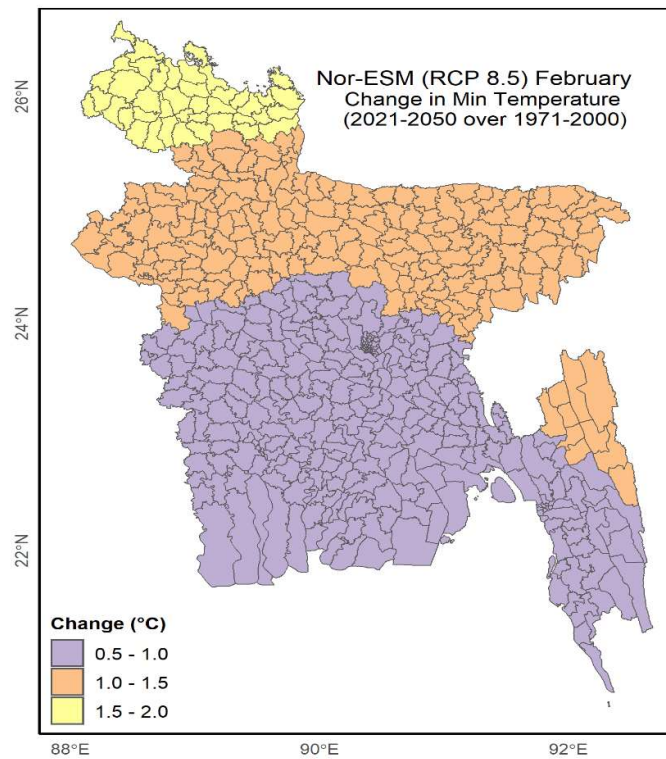 Nor-ESM (RCP 8.5) February
Change in Min Temperature
(2021-2050 over 1971-2000)
26°N
24°N
22°N
Change (°C)
0.5 - 1.0
1.0 - 1.5
1.5 - 2.0
88°E
90°E
92°E